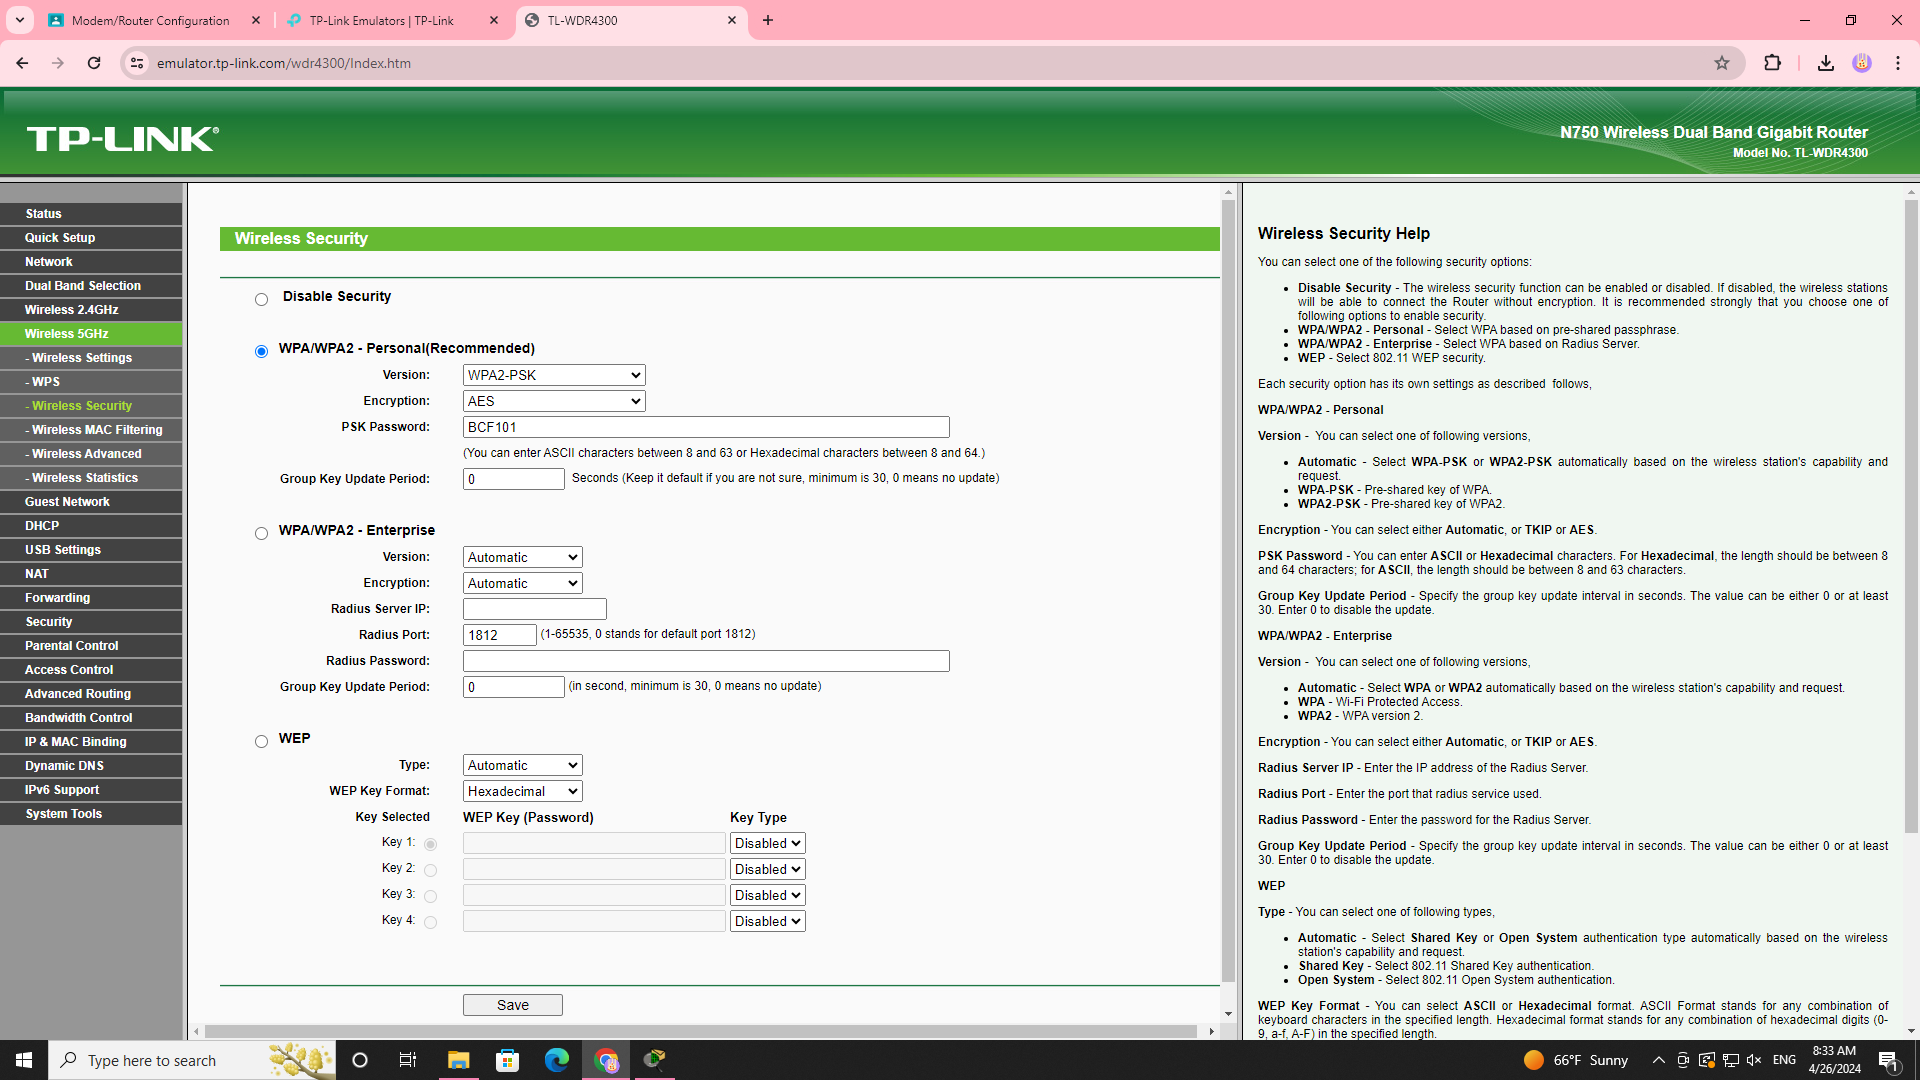 Modem/Router Configuration
TP-Link Emulators | TP-Link
TL-WDR4300
emulator.tp-link.com/wdr4300/Index.htm
TP-LINK®
N750 Wireless Dual Band Gigabit Router
Model No. TL-WDR4300
Status
Quick Setup
Network
Dual Band Selection
Wireless 2.4GHz
Wireless 5GHz
- Wireless Settings
- WPS
- Wireless Security
- Wireless MAC Filtering
- Wireless Advanced
- Wireless Statistics
Guest Network
DHCP
USB Settings
NAT
Forwarding
Security
Parental Control
Access Control
Advanced Routing
Bandwidth Control
IP & MAC Binding
Dynamic DNS
IPv6 Support
System Tools
Wireless Security
Disable Security
WPA/WPA2 - Personal(Recommended)
Version: WPA2-PSK
Encryption: AES
PSK Password: BCF101
(You can enter ASCII characters between 8 and 63 or Hexadecimal characters between 8 and 64.)
Group Key Update Period: 0 Seconds (Keep it default if you are not sure, minimum is 30, 0 means no update)
WPA/WPA2 - Enterprise
Version: Automatic
Encryption: Automatic
Radius Server IP:
Radius Port: 1812 (1-65535, 0 stands for default port 1812)
Radius Password:
Group Key Update Period: 0 (in second, minimum is 30, 0 means no update)
WEP
Type: Automatic
WEP Key Format: Hexadecimal
Key Selected WEP Key (Password) Key Type
Key 1: Disabled
Key 2: Disabled
Key 3: Disabled
Key 4: Disabled
Save
Wireless Security Help
You can select one of the following security options:
Disable Security - The wireless security function can be enabled or disabled. If disabled, the wireless stations
will be able to connect the Router without encryption. It is recommended strongly that you choose one of
following options to enable security.
WPA/WPA2 - Personal - Select WPA based on pre-shared passphrase.
WPA/WPA2 - Enterprise - Select WPA based on Radius Server.
WEP - Select 802.11 WEP security.
Each security option has its own settings as described follows,
WPA/WPA2 - Personal
Version - You can select one of following versions,
Automatic - Select WPA-PSK or WPA2-PSK automatically based on the wireless station's capability and
request.
WPA-PSK - Pre-shared key of WPA.
WPA2-PSK - Pre-shared key of WPA2.
Encryption - You can select either Automatic, or TKIP or AES.
PSK Password - You can enter ASCII or Hexadecimal characters. For Hexadecimal, the length should be between 8
and 64 characters; for ASCII, the length should be between 8 and 63 characters.
Group Key Update Period - Specify the group key update interval in seconds. The value can be either 0 or at least
30. Enter 0 to disable the update.
WPA/WPA2 - Enterprise
Version - You can select one of following versions,
Automatic - Select WPA or WPA2 automatically based on the wireless station's capability and request.
WPA - Wi-Fi Protected Access.
WPA2 - WPA version 2.
Encryption - You can select either Automatic, or TKIP or AES.
Radius Server IP - Enter the IP address of the Radius Server.
Radius Port - Enter the port that radius service used.
Radius Password - Enter the password for the Radius Server.
Group Key Update Period - Specify the group key update interval in seconds. The value can be either 0 or at least
30. Enter 0 to disable the update.
WEP
Type - You can select one of following types,
Automatic - Select Shared Key or Open System authentication type automatically based on the wireless
station's capability and request.
Shared Key - Select 802.11 Shared Key authentication.
Open System - Select 802.11 Open System authentication.
WEP Key Format - You can select ASCII or Hexadecimal format. ASCII Format stands for any combination of
keyboard characters in the specified length. Hexadecimal format stands for any combination of hexadecimal digits (0-
9, a-f, A-F) in the specified length.
Type here to search
66°F Sunny
ENG
8:33 AM
4/26/2024
1